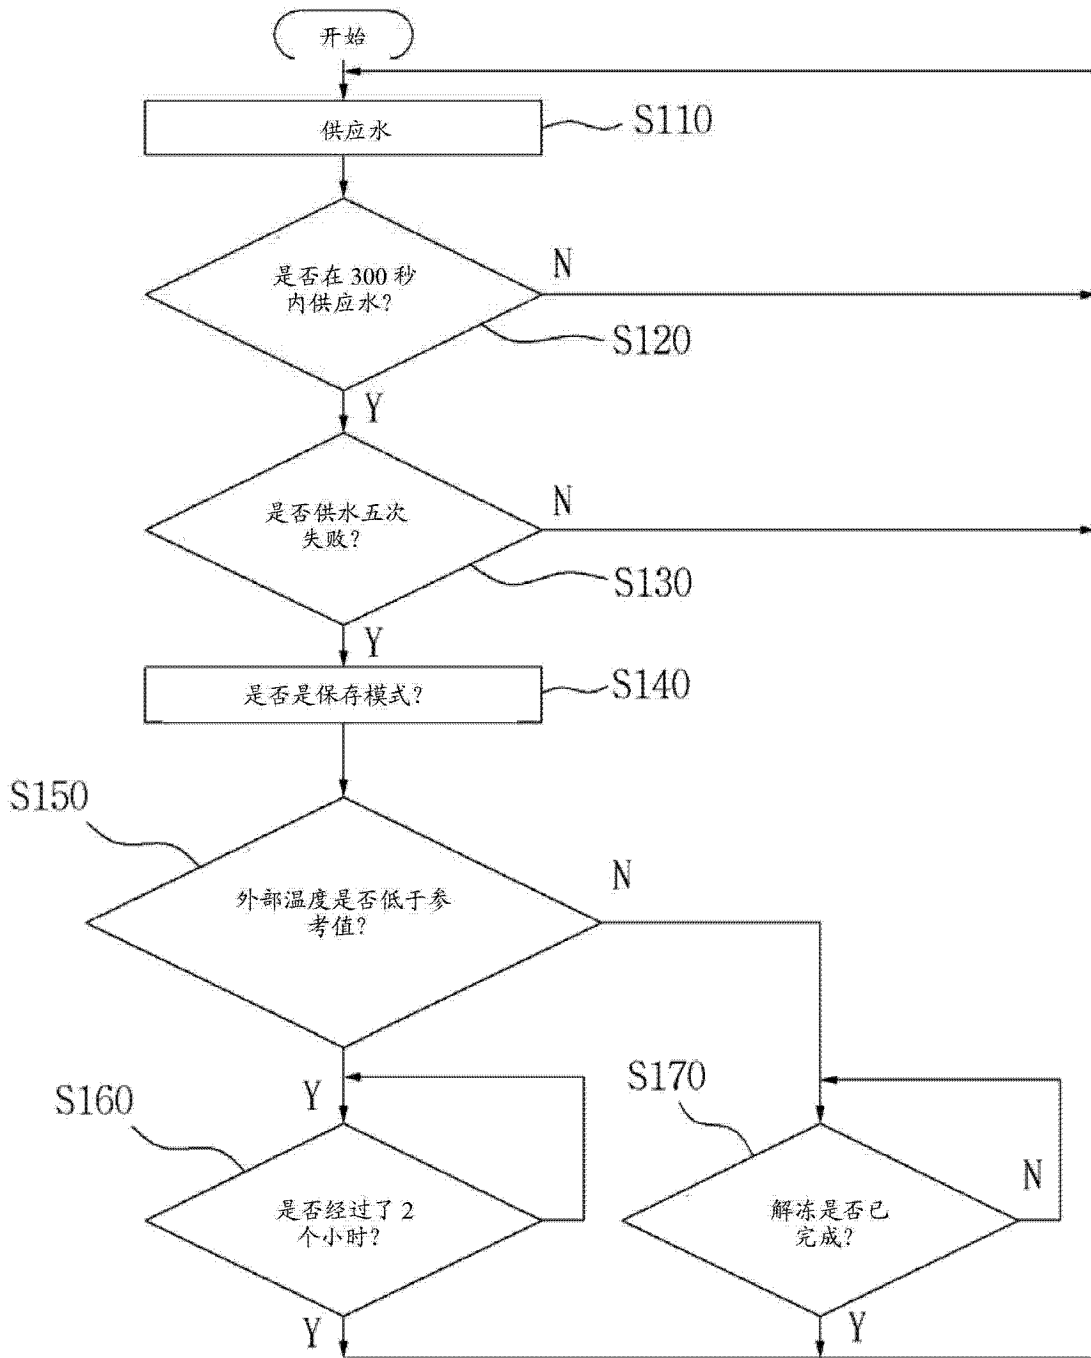 开始
供应水
S110
是否在 300 秒
内供应水?
N
S120
Y
是否供水五次
失败?
N
S130
Y
是否是保存模式?
S140
S150
外部温度是否低于参
考值?
N
Y
S160
S170
是否经过了 2
个小时?
解冻是否已
完成?
N
Y
Y